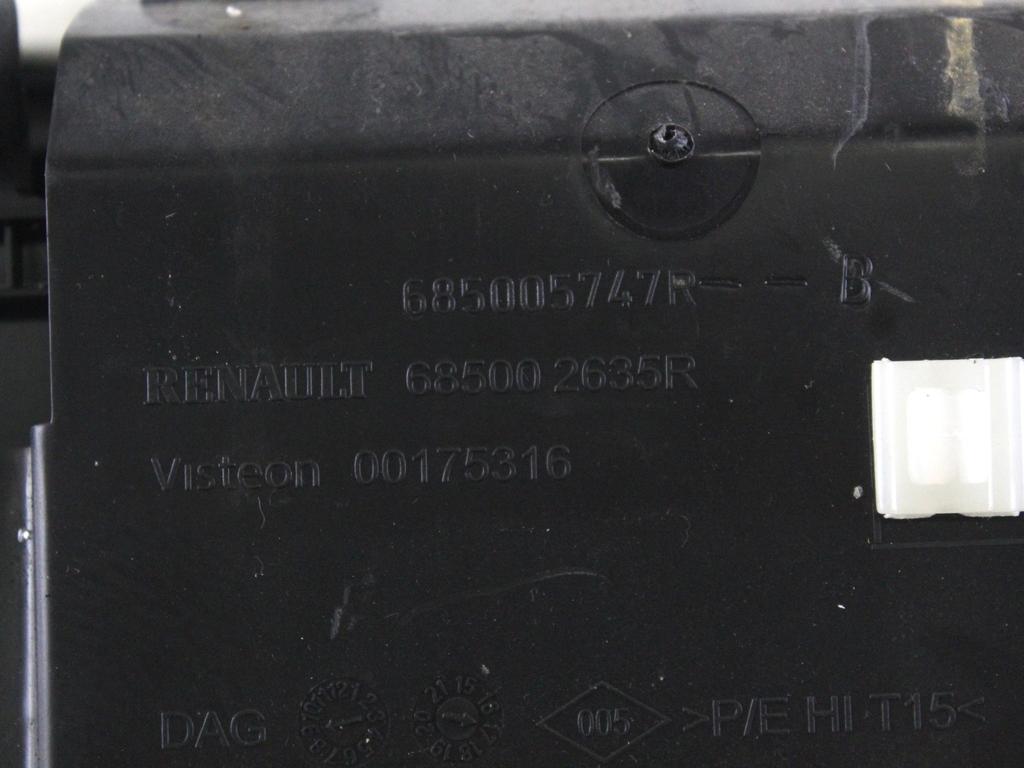 685005747R - - B
RENAULT 68500 2635R
Visteon 00175316
DAG 005 >P/E HI T15<